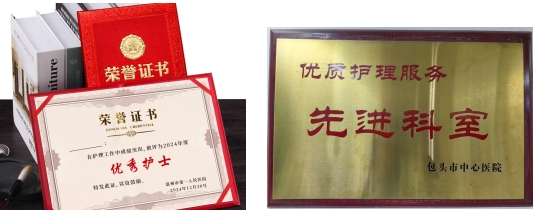 荣誉证书
荣誉证书
在护理工作中成绩突出，被评为2024年度
优秀护士
特发此证，以资鼓励。
2024年12月28日
优质护理服务
先进科室
包头市中心医院